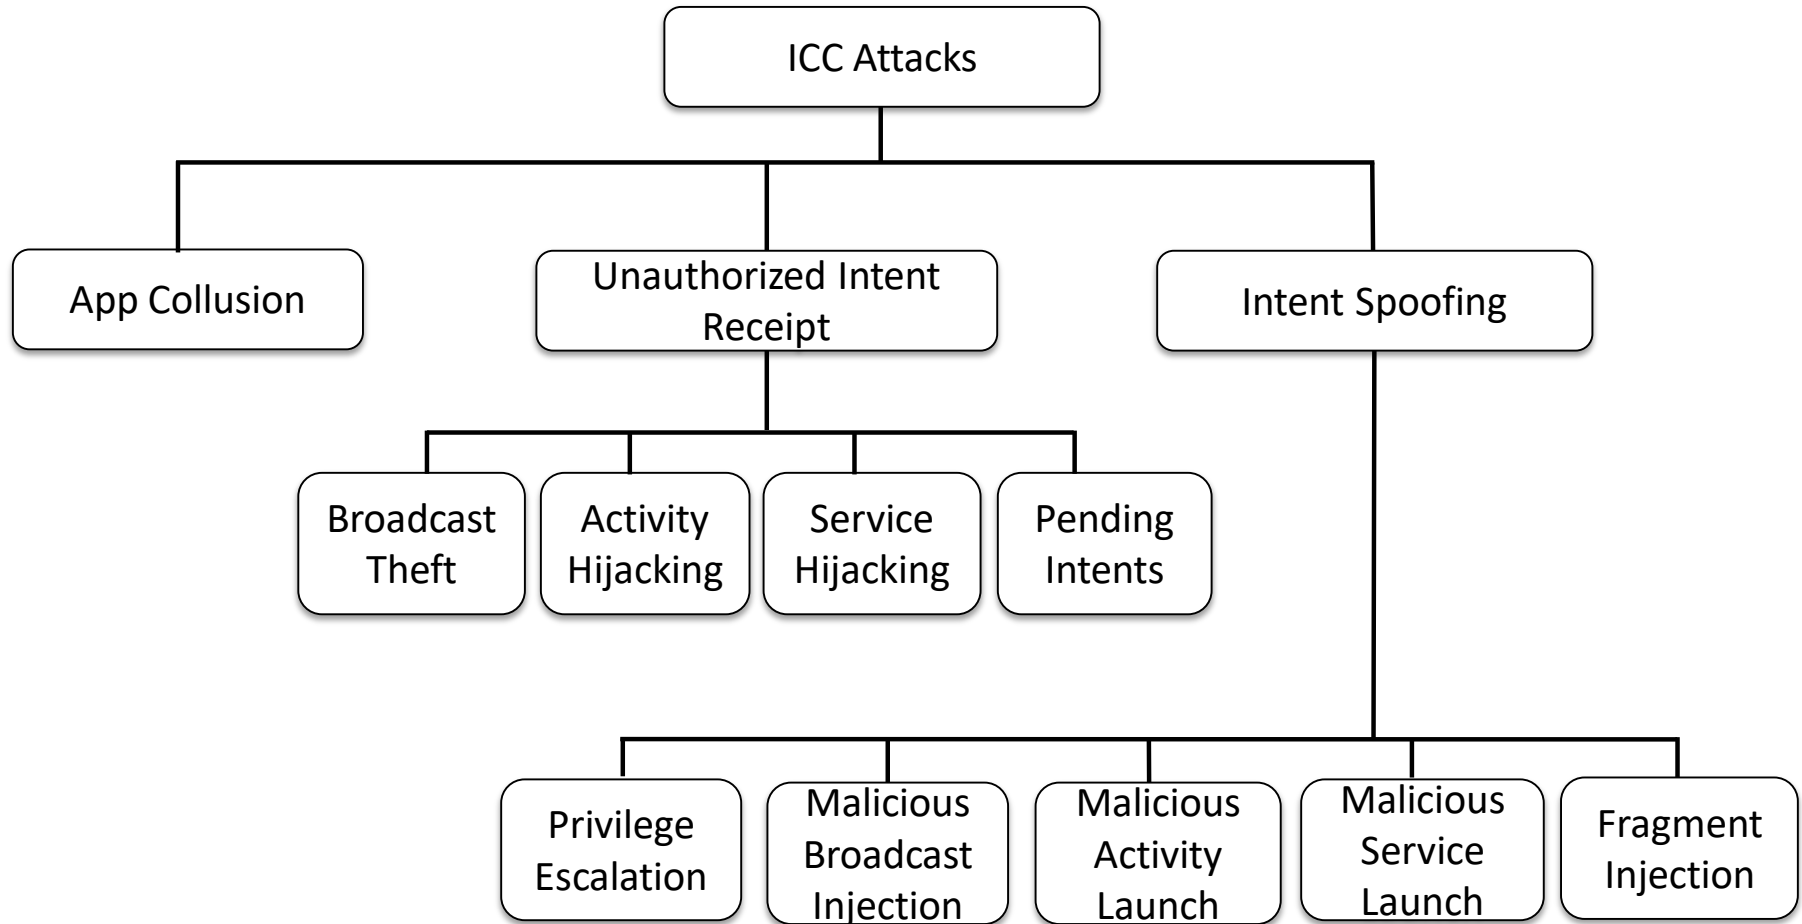 ICC Attacks
App Collusion
Unauthorized Intent
Receipt
Intent Spoofing
Broadcast
Theft
Activity
Hijacking
Service
Hijacking
Pending
Intents
Privilege
Escalation
Malicious
Broadcast
Injection
Malicious
Activity
Launch
Malicious
Service
Launch
Fragment
Injection